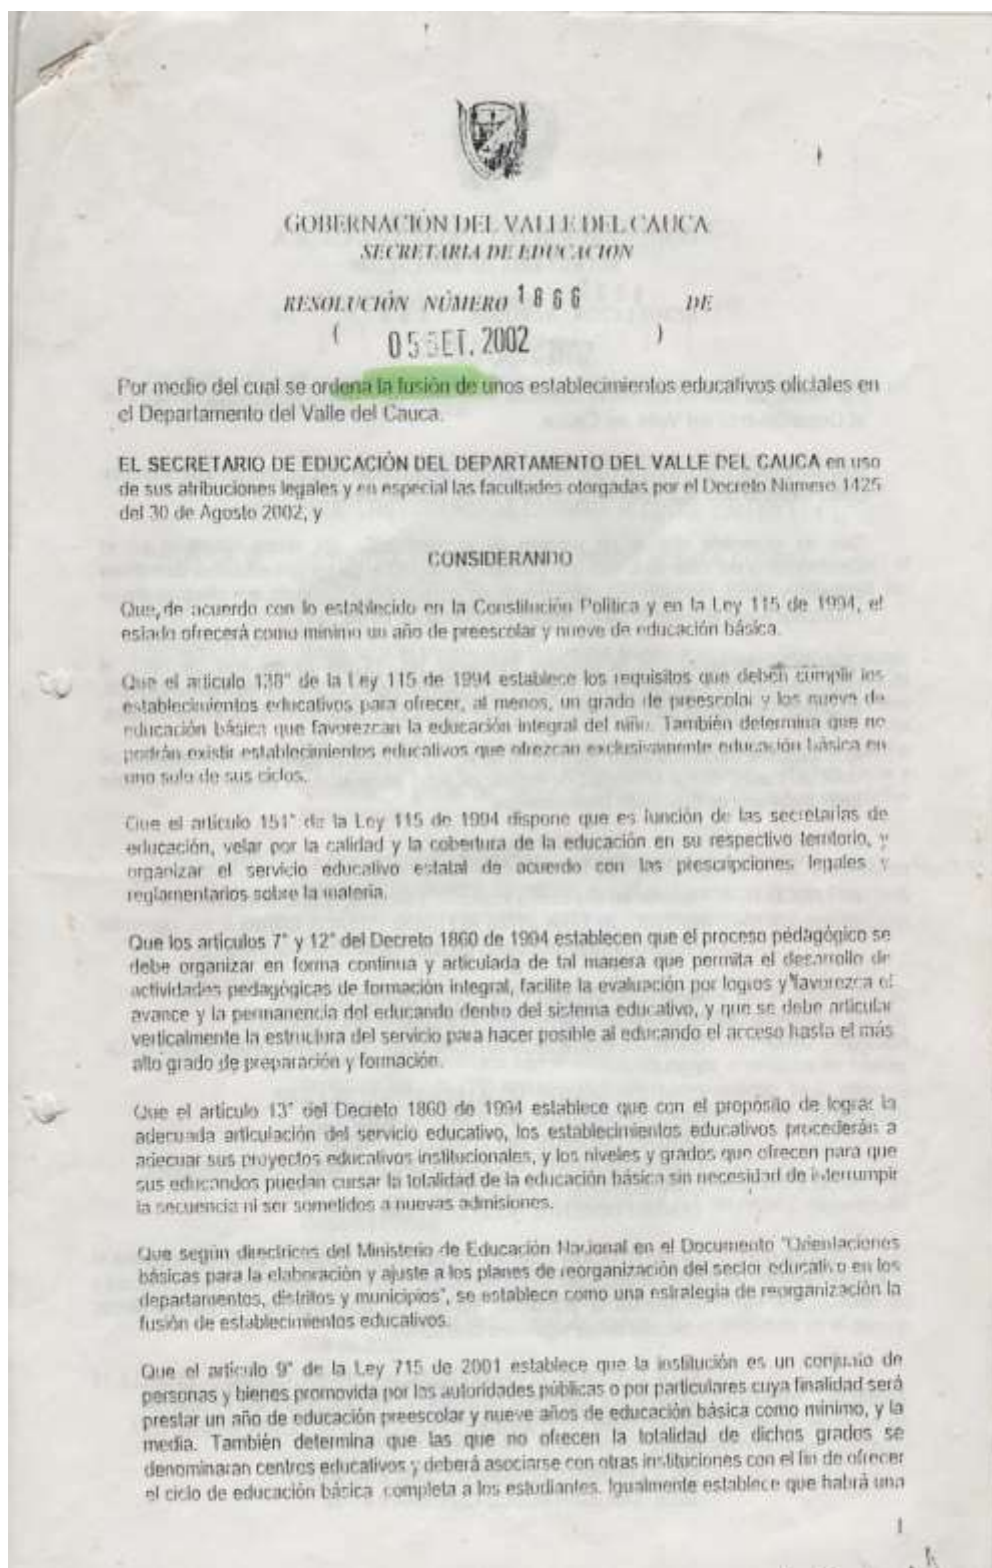 GOBERNACIÓN DEL VALLE DEL CAUCA
SECRETARIA DE EDUCACION
RESOLUCIÓN NÚMERO 1866 DE
( 05 SET. 2002 )
Por medio del cual se ordena la fusión de unos establecimientos educativos oficiales en
el Departamento del Valle del Cauca.
EL SECRETARIO DE EDUCACIÓN DEL DEPARTAMENTO DEL VALLE DEL CAUCA en uso
de sus atribuciones legales y en especial las facultades otorgadas por el Decreto Número 1425
del 30 de Agosto 2002, y
CONSIDERANDO
Que, de acuerdo con lo establecido en la Constitución Política y en la Ley 115 de 1994, el
estado ofrecerá como mínimo un año de preescolar y nueve de educación básica.
Que el artículo 138° de la Ley 115 de 1994 establece los requisitos que deben cumplir los
establecimientos educativos para ofrecer, al menos, un grado de preescolar y los nueve de
educación básica que favorezcan la educación integral del niño. También determina que no
podrán existir establecimientos educativos que ofrezcan exclusivamente educación básica en
uno solo de sus ciclos.
Que el artículo 151° de la Ley 115 de 1994 dispone que es función de las secretarías de
educación, velar por la calidad y la cobertura de la educación en su respectivo territorio, y
organizar el servicio educativo estatal de acuerdo con las prescripciones legales y
reglamentarios sobre la materia.
Que los artículos 7° y 12° del Decreto 1860 de 1994 establecen que el proceso pedagógico se
debe organizar en forma continua y articulada de tal manera que permita el desarrollo de
actividades pedagógicas de formación integral, facilite la evaluación por logros y favorezca el
avance y la permanencia del educando dentro del sistema educativo, y que se debe articular
verticalmente la estructura del servicio para hacer posible al educando el acceso hasta el más
alto grado de preparación y formación.
Que el artículo 13° del Decreto 1860 de 1994 establece que con el propósito de lograr la
adecuada articulación del servicio educativo, los establecimientos educativos procederán a
adecuar sus proyectos educativos institucionales, y los niveles y grados que ofrecen para que
sus educandos puedan cursar la totalidad de la educación básica sin necesidad de interrumpir
la secuencia ni ser sometidos a nuevas admisiones.
Que según directrices del Ministerio de Educación Nacional en el Documento "Orientaciones
básicas para la elaboración y ajuste a los planes de reorganización del sector educativo en los
departamentos, distritos y municipios", se establece como una estrategia de reorganización la
fusión de establecimientos educativos.
Que el artículo 9° de la Ley 715 de 2001 establece que la institución es un conjunto de
personas y bienes promovida por las autoridades públicas o por particulares cuya finalidad será
prestar un año de educación preescolar y nueve años de educación básica como mínimo, y la
media. También determina que las que no ofrecen la totalidad de dichos grados se
denominaran centros educativos y deberá asociarse con otras instituciones con el fin de ofrecer
el ciclo de educación básica completa a los estudiantes. Igualmente establece que habrá una
1